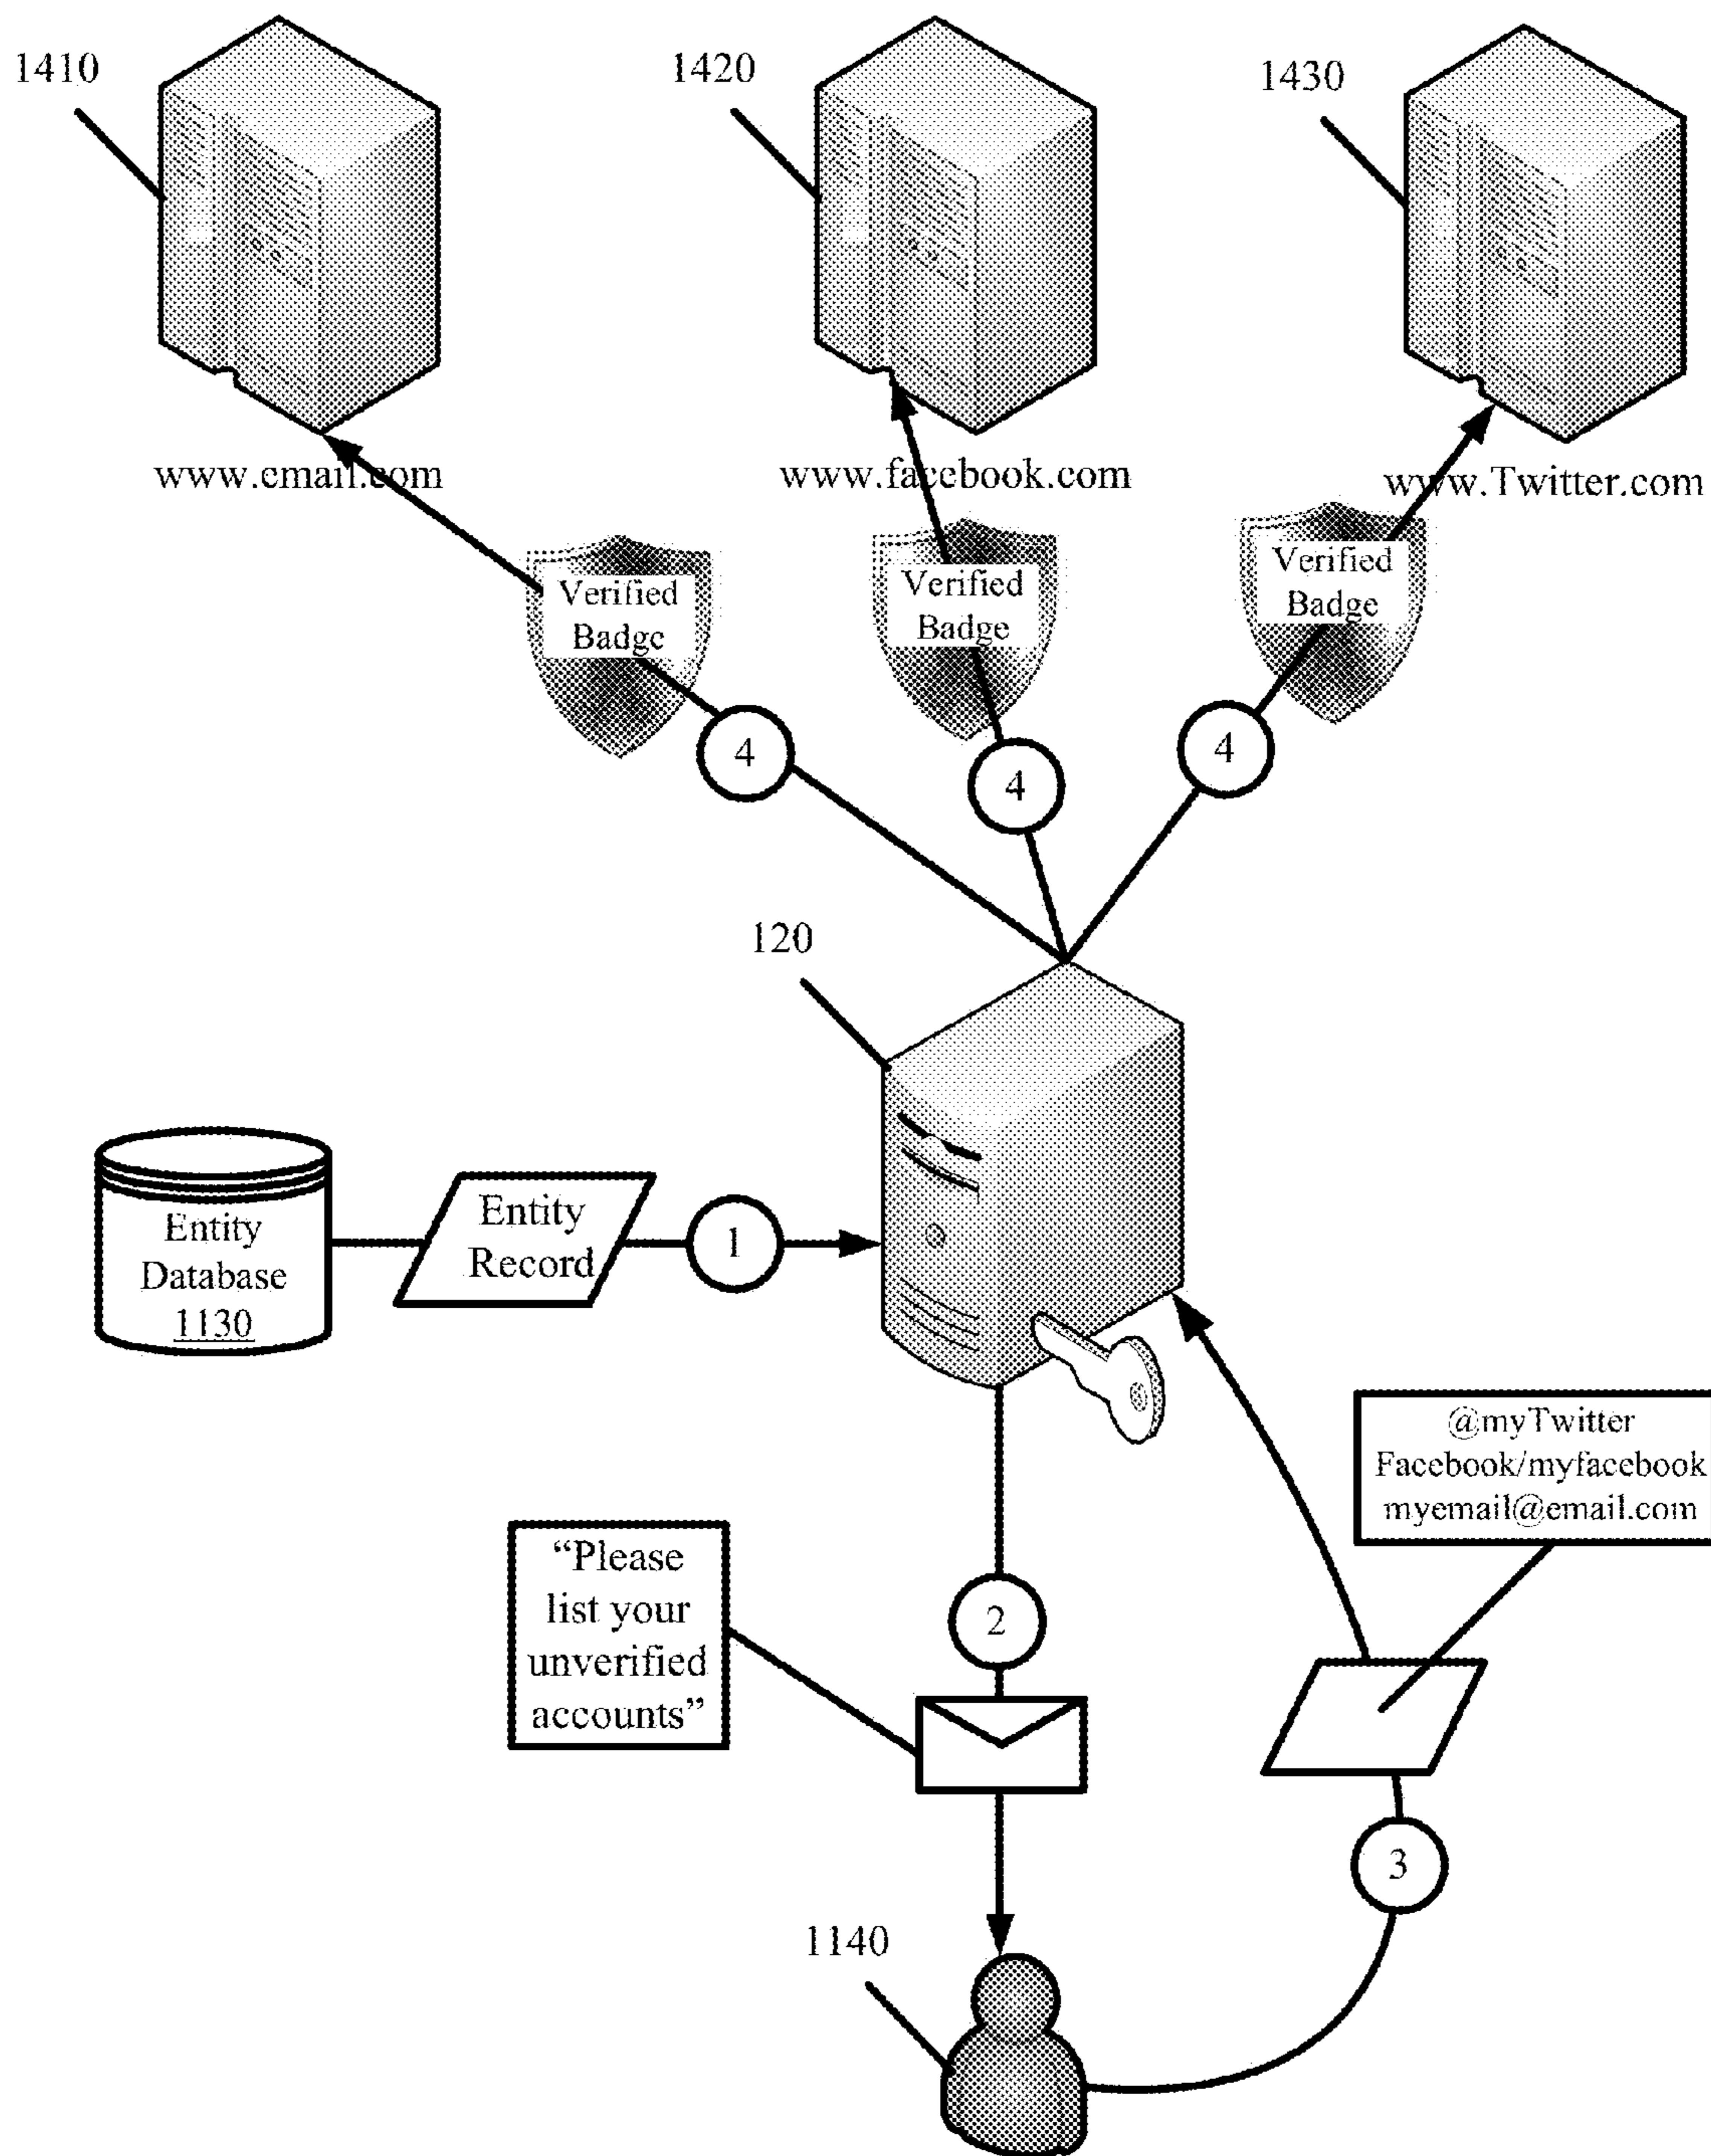 1410
1420
1430
www.email.com
www.facebook.com
www.Twitter.com
Verified
Badge
Verified
Badge
Verified
Badge
4
4
4
120
Entity
Database
1130
Entity
Record
1
@myTwitter
Facebook/myfacebook
myemail@email.com
"Please
list your
unverified
accounts"
2
3
1140